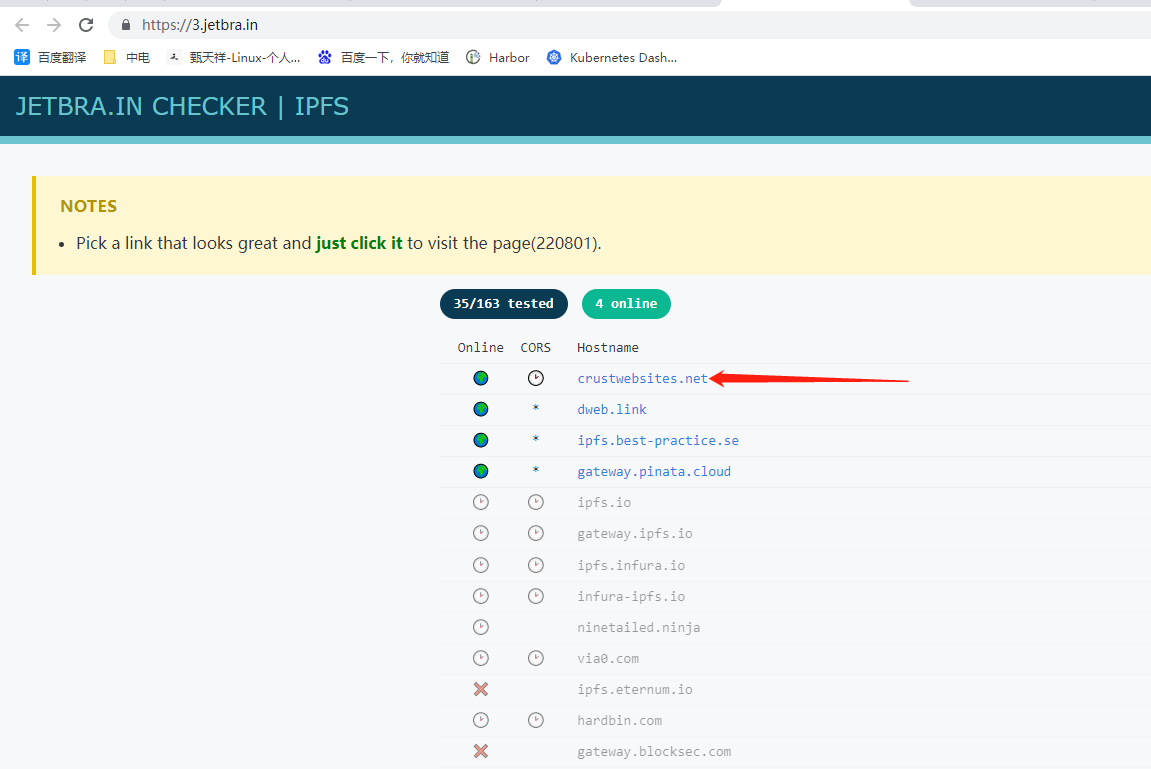 https://3.jetbra.in
译 百度翻译 中电 甄天祥-Linux-个人... 百度一下，你就知道 Harbor Kubernetes Dash...
JETBRA.IN CHECKER | IPFS
NOTES
• Pick a link that looks great and just click it to visit the page(220801).
35/163 tested 4 online
Online CORS Hostname
crustwebsites.net
* dweb.link
* ipfs.best-practice.se
* gateway.pinata.cloud
ipfs.io
gateway.ipfs.io
ipfs.infura.io
infura-ipfs.io
ninetailed.ninja
via0.com
ipfs.eternum.io
hardbin.com
gateway.blocksec.com